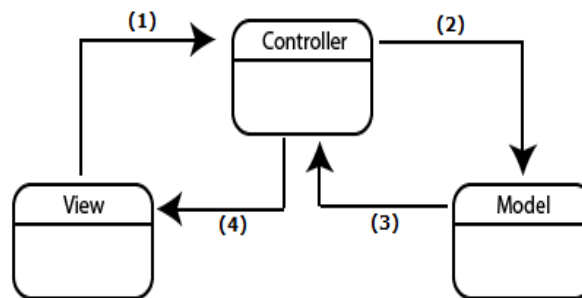 (1)
Controller
(2)
View
(4)
(3)
Model